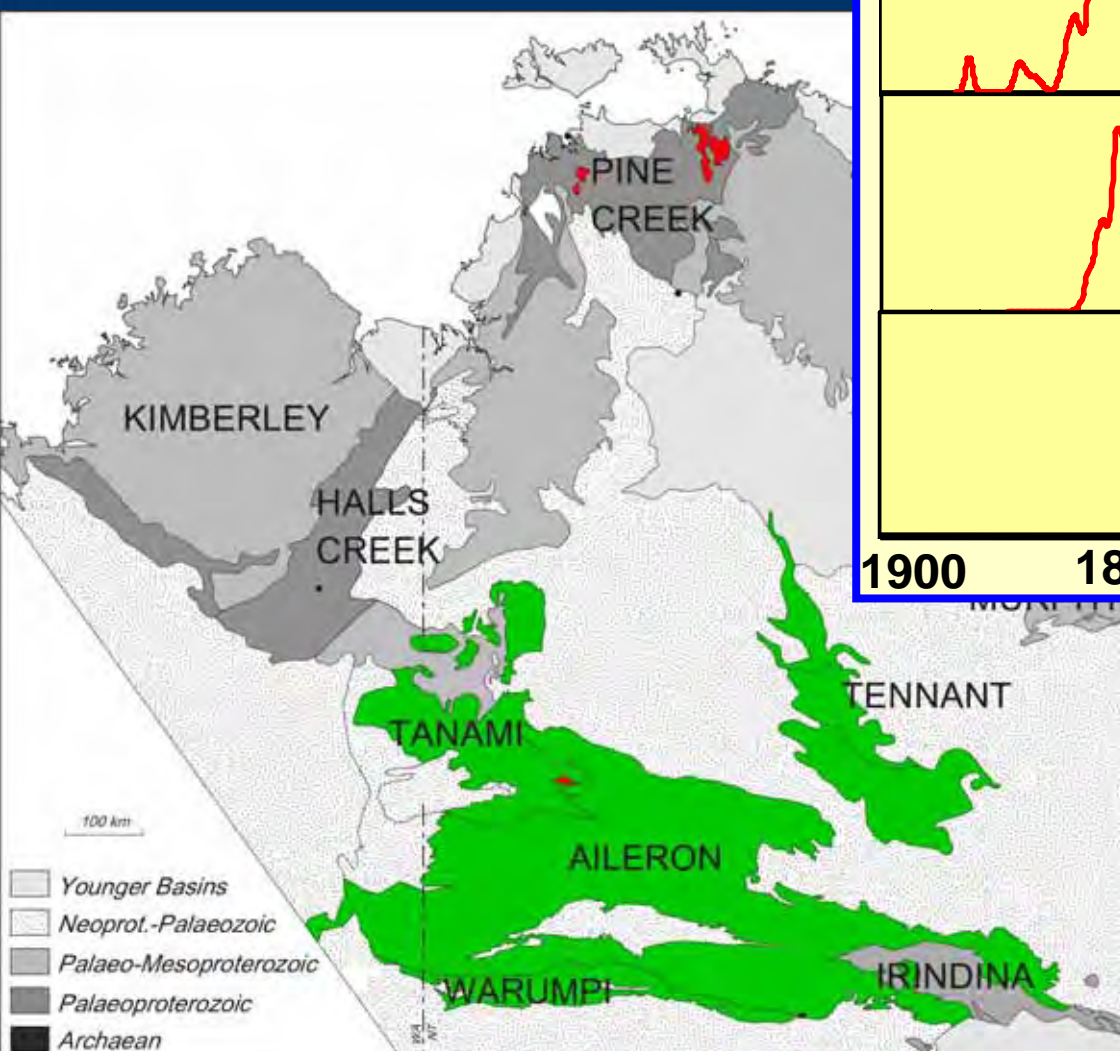 PINE
CREEK
KIMBERLEY
HALLS
CREEK
1900
TENNANT
TANAMI
100 km
AILERON
Younger Basins
Neoprot.-Palaeozoic
Palaeo-Mesoproterozoic
IRINDINA
WARUMPI
Palaeoproterozoic
Archaean